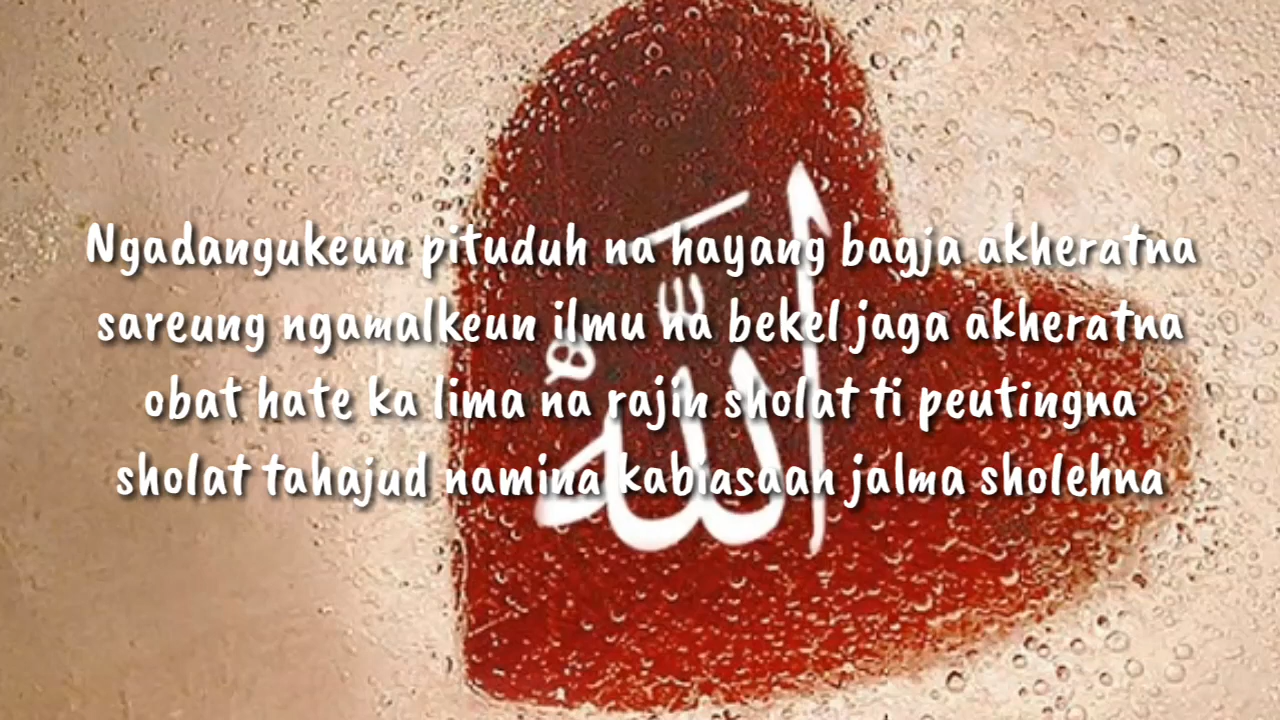 Ngadangukeun pituduh na hayang bagja akheratna
sareung ngamalkeun ilmu na bekel jaga akheratna
obat hate ka lima na rajin sholat ti peutingna
sholat tahajud namina kabiasaan jalma sholehna
الله